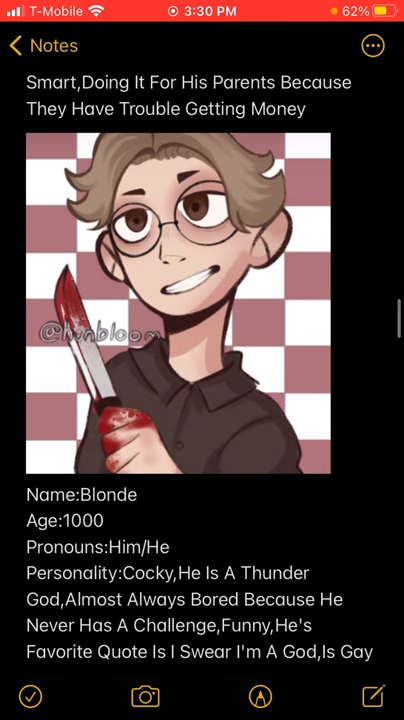 T-Mobile 3:30 PM 62%
Notes
Smart,Doing It For His Parents Because
They Have Trouble Getting Money
@hunbloom
Name:Blonde
Age:1000
Pronouns:Him/He
Personality:Cocky,He Is A Thunder
God,Almost Always Bored Because He
Never Has A Challenge,Funny,He's
Favorite Quote Is I Swear I'm A God,Is Gay